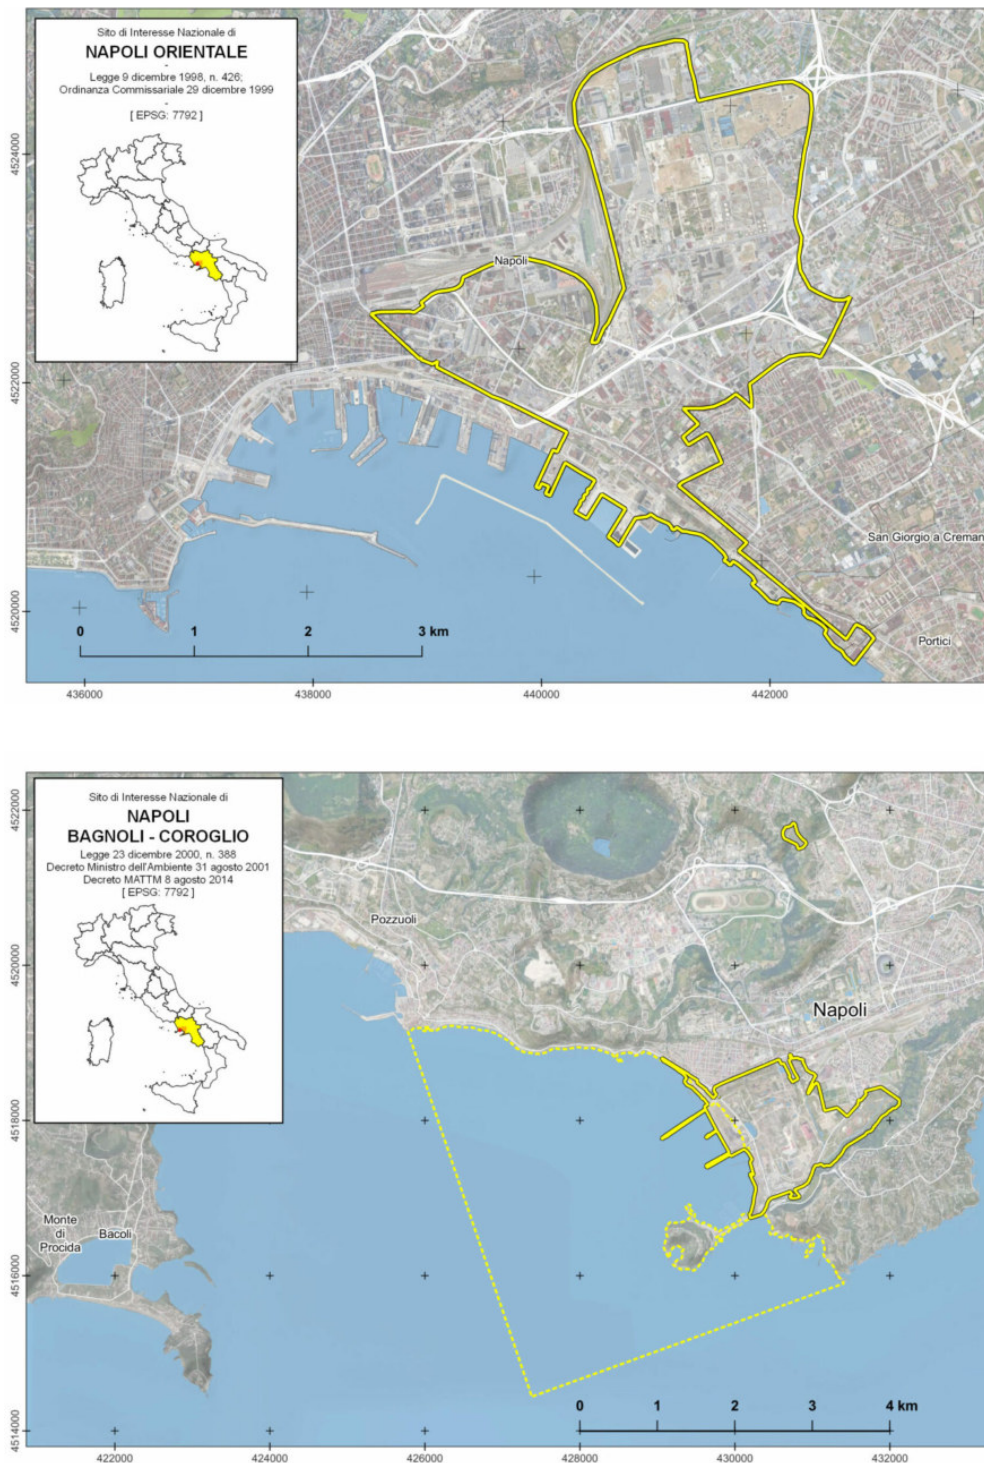 Sito di Interesse Nazionale di
NAPOLI ORIENTALE
-
Legge 9 dicembre 1998, n. 426;
Ordinanza Commissariale 29 dicembre 1999
-
[ EPSG: 7792 ]
4524000
4522000
4520000
Napoli
San Giorgio a Creman
Portici
0 1 2 3 km
436000 438000 440000 442000
Sito di Interesse Nazionale di
NAPOLI
BAGNOLI - COROGLIO
Legge 23 dicembre 2000, n. 388
Decreto Ministro dell'Ambiente 31 agosto 2001
Decreto MATTM 8 agosto 2014
[ EPSG: 7792 ]
4522000
4520000
4518000
4516000
4514000
Pozzuoli
Napoli
Monte
di
Procida
Bacoli
0 1 2 3 4 km
422000 424000 426000 428000 430000 432000